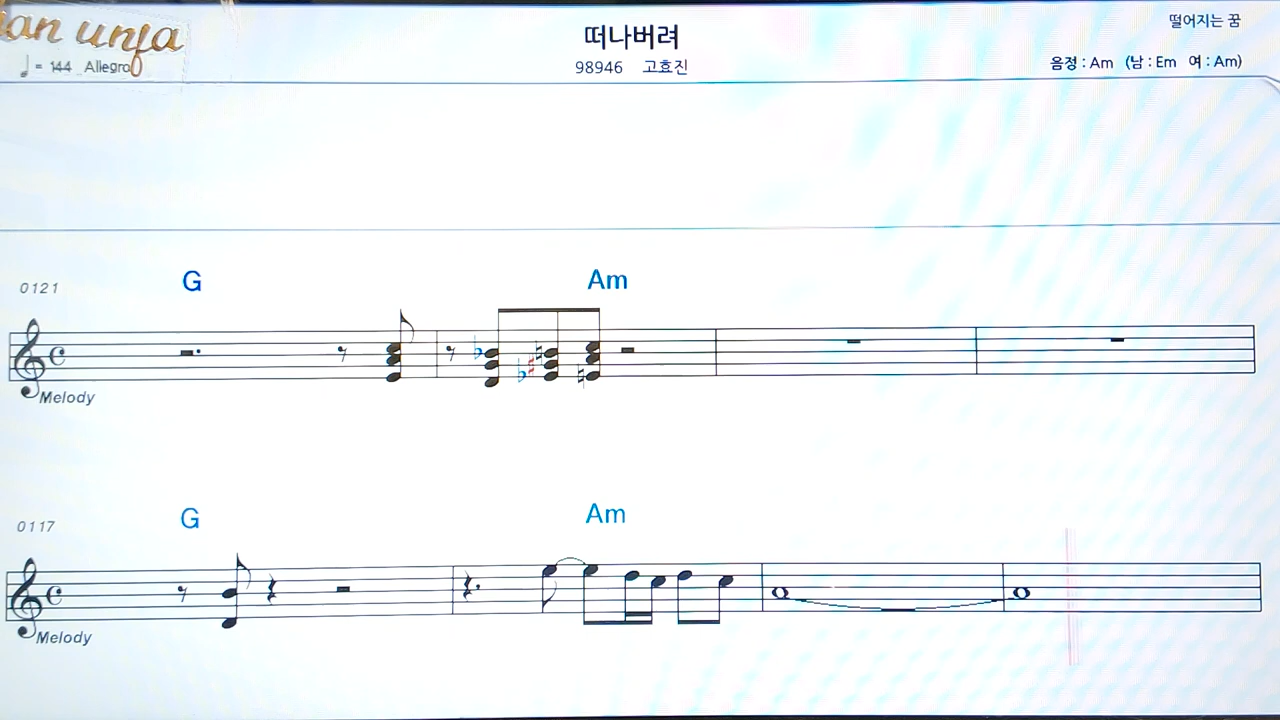 떨어지는 꿈
떠나버려
♩ = 144 Allegro
98946 고효진
음정 : Am (남 : Em 여 : Am)
0121
G Am
Melody
0117
G Am
Melody